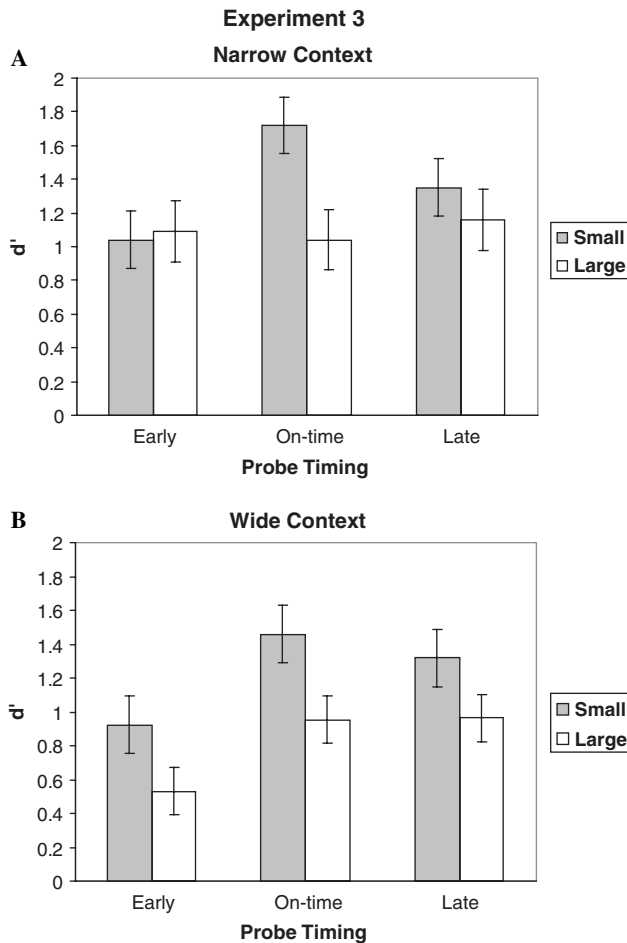 Experiment 3
A
Narrow Context
2
1.8
1.6
1.4
1.2
1
0.8
0.6
0.4
0.2
0
d'
Early On-time Late
Probe Timing
Small
Large
B
Wide Context
2
1.8
1.6
1.4
1.2
1
0.8
0.6
0.4
0.2
0
d'
Early On-time Late
Probe Timing
Small
Large